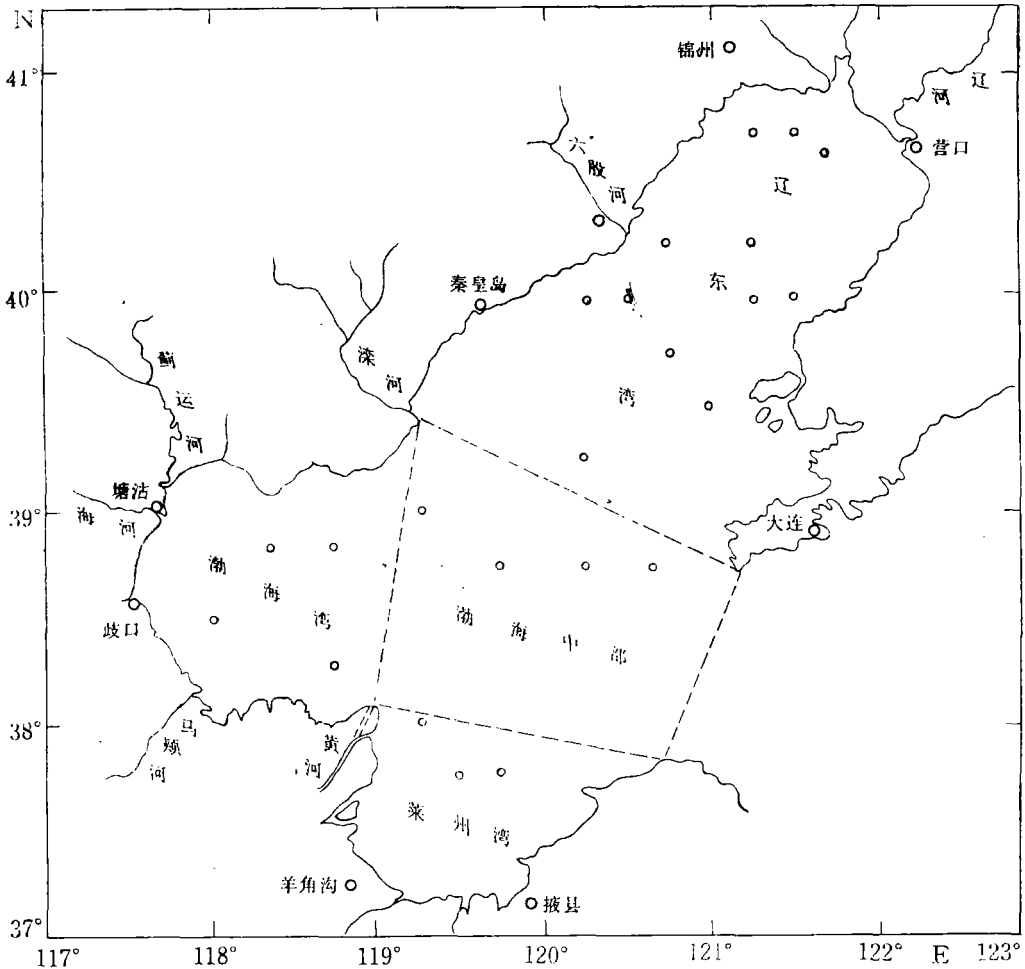 N
锦州
41°
辽
河
营口
六
股
河
辽
东
湾
40°
秦皇岛
滦
河
蓟
运
河
塘沽
39°
海
河
大连
渤
海
湾
渤
海
中
部
歧口
38°
马
颊
河
黄
河
莱
州
湾
羊角沟
掖县
37°
117°
118°
119°
120°
121°
122°
E
123°